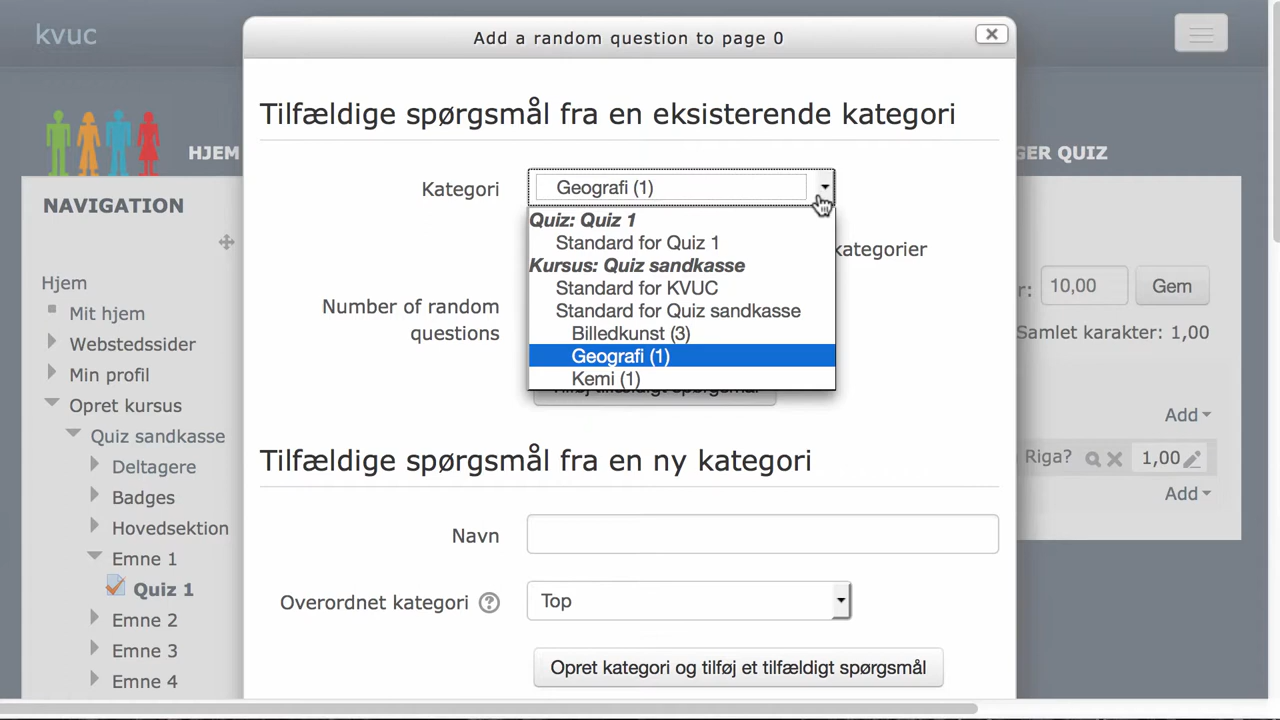 kvuc
Add a random question to page 0
Tilfældige spørgsmål fra en eksisterende kategori
HJEM
GER QUIZ
NAVIGATION
Kategori
Geografi (1)
Quiz: Quiz 1
Standard for Quiz 1
Kursus: Quiz sandkasse
Standard for KVUC
Standard for Quiz sandkasse
Billedkunst (3)
Geografi (1)
Kemi (1)
kategorier
Number of random
questions
Hjem
Mit hjem
Webstedssider
Min profil
Opret kursus
Quiz sandkasse
Deltagere
Badges
Hovedsektion
Emne 1
Quiz 1
Emne 2
Emne 3
Emne 4
r:
10,00
Gem
Samlet karakter: 1,00
Add
Riga?
1,00
Add
Tilfældige spørgsmål fra en ny kategori
Navn
Overordnet kategori
Top
Opret kategori og tilføj et tilfældigt spørgsmål